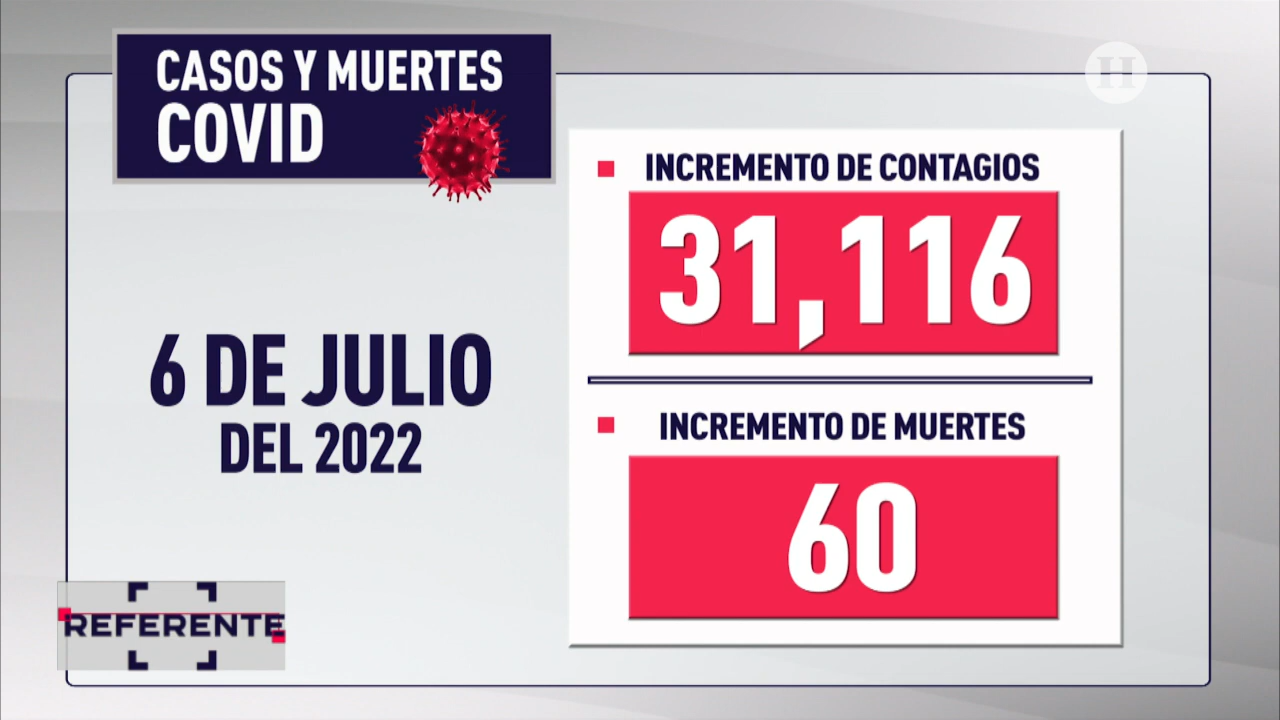 CASOS Y MUERTES
COVID
H
INCREMENTO DE CONTAGIOS
31,116
6 DE JULIO
DEL 2022
INCREMENTO DE MUERTES
60
REFERENTE